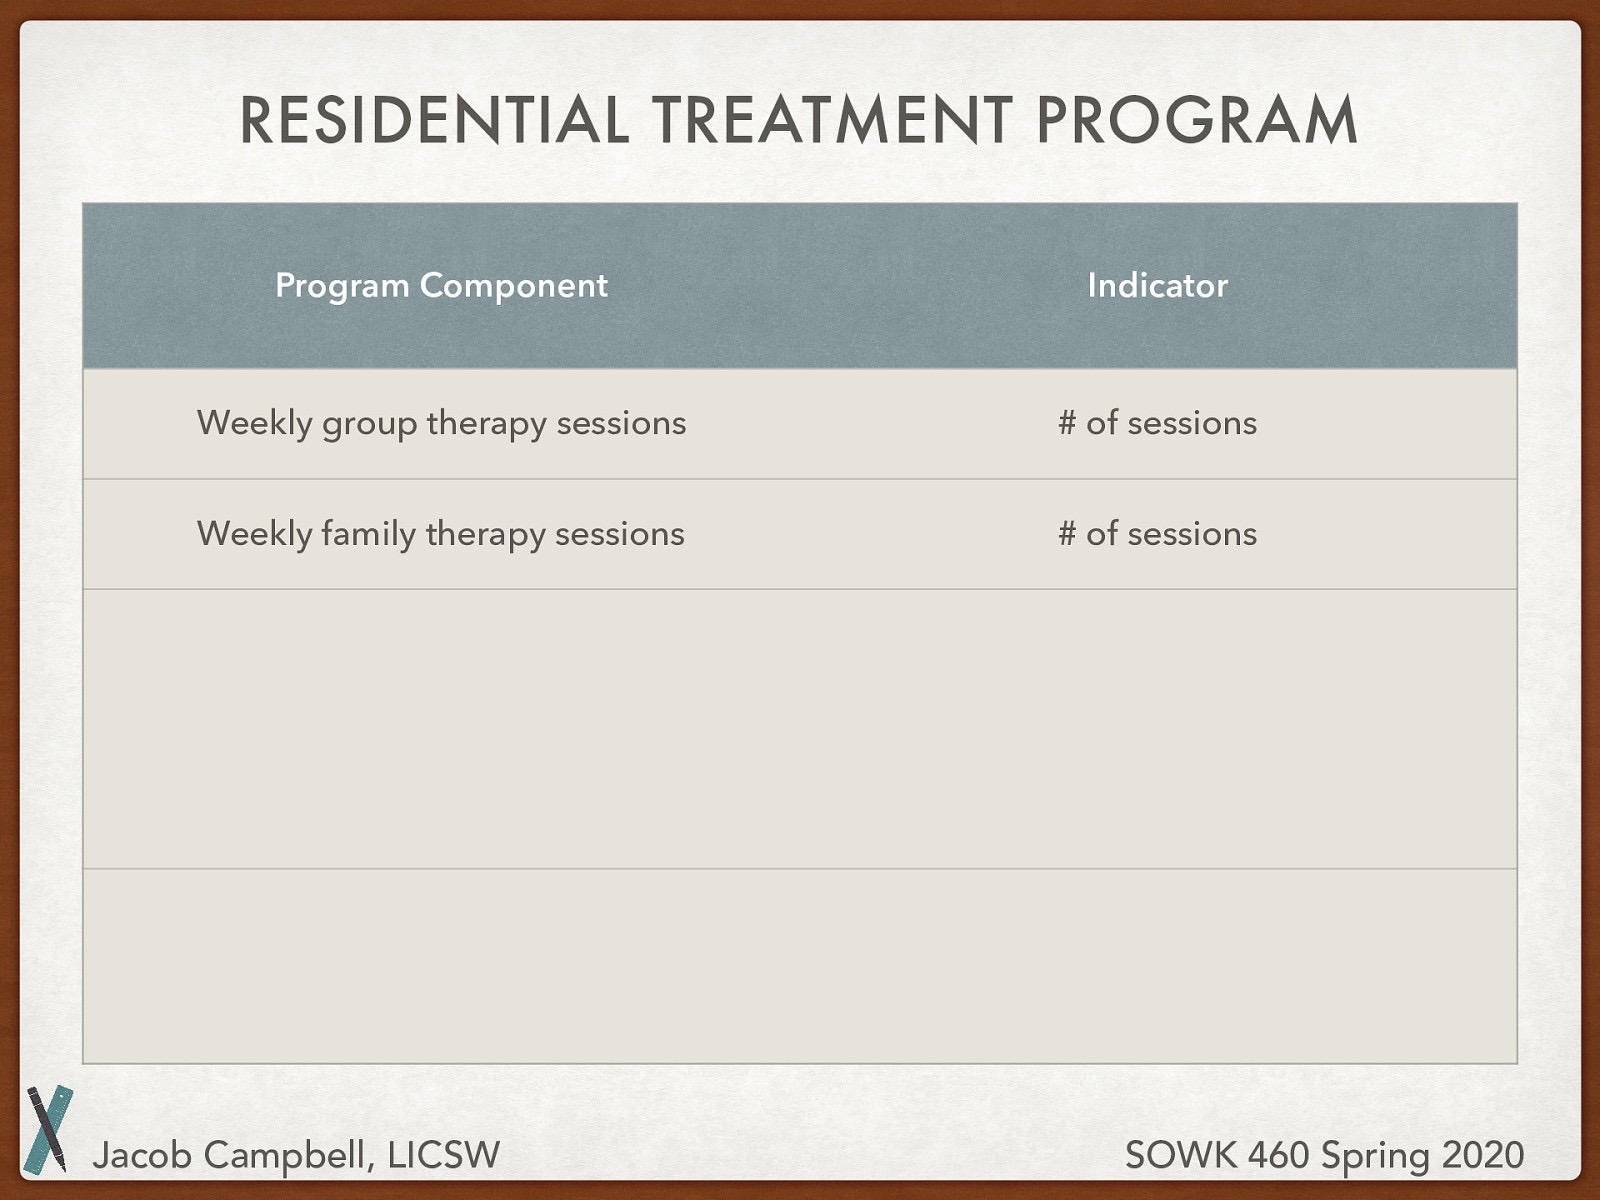 RESIDENTIAL TREATMENT PROGRAM
Program Component Indicator
Weekly group therapy sessions # of sessions
Weekly family therapy sessions # of sessions
Jacob Campbell, LICSW SOWK 460 Spring 2020